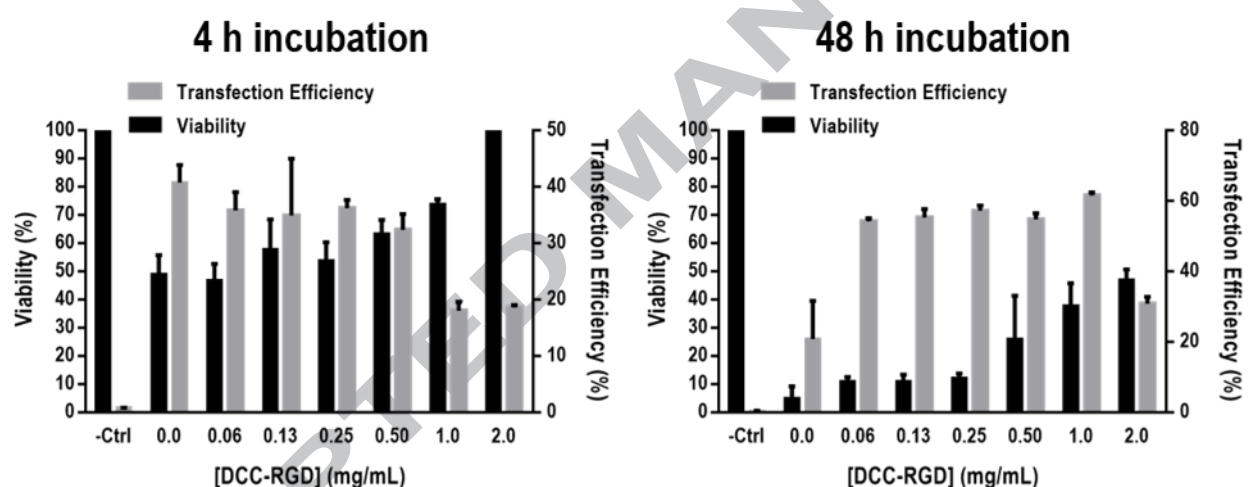 4 h incubation
Transfection Efficiency
Viability
100
90
80
70
60
50
40
30
20
10
0
Viability (%)
50
40
30
20
10
0
Transfection Efficiency (%)
-Ctrl 0.0 0.06 0.13 0.25 0.50 1.0 2.0
[DCC-RGD] (mg/mL)
48 h incubation
Transfection Efficiency
Viability
100
90
80
70
60
50
40
30
20
10
0
Viability (%)
80
60
40
20
0
Transfection Efficiency (%)
-Ctrl 0.0 0.06 0.13 0.25 0.50 1.0 2.0
[DCC-RGD] (mg/mL)
PTED MAN